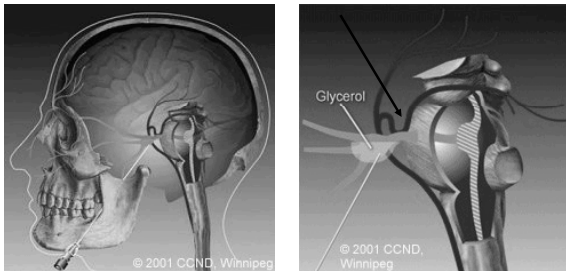 © 2001 CCND, Winnipeg
Glycerol
© 2001 CCND,
Winnipeg